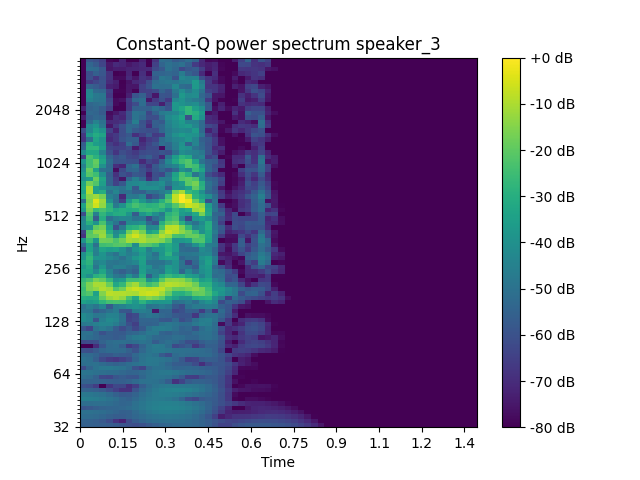 Constant-Q power spectrum speaker_3
Hz
2048
1024
512
256
128
64
32
0 0.15 0.3 0.45 0.6 0.75 0.9 1.1 1.2 1.4
Time
+0 dB
-10 dB
-20 dB
-30 dB
-40 dB
-50 dB
-60 dB
-70 dB
-80 dB